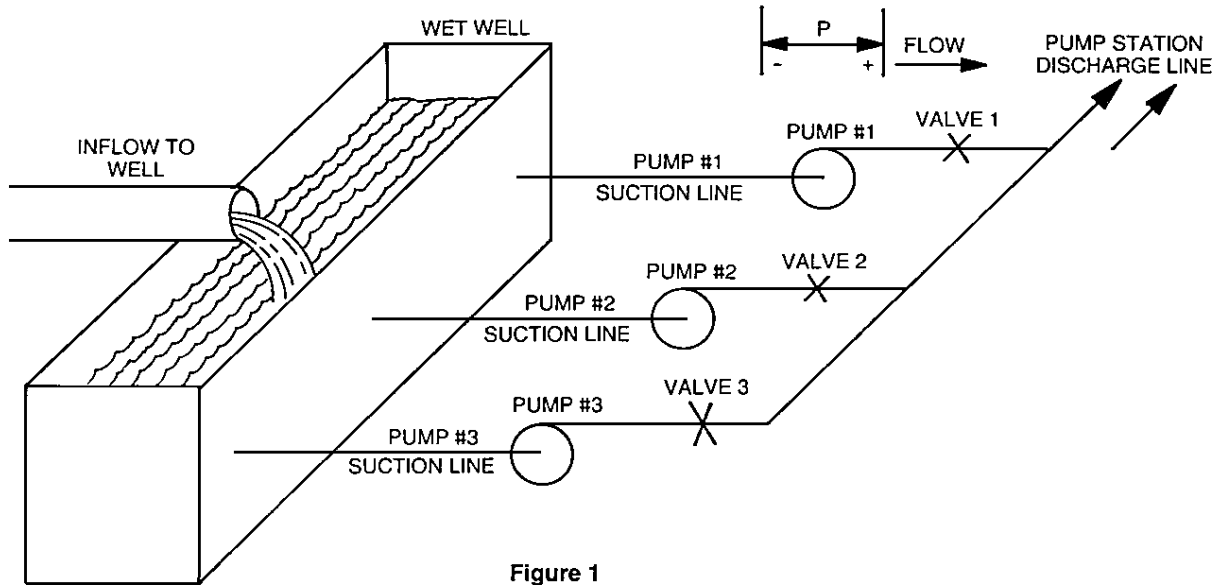 WET WELL
P
- +
FLOW
PUMP STATION
DISCHARGE LINE
INFLOW TO
WELL
PUMP #1
VALVE 1
PUMP #1
SUCTION LINE
PUMP #2
VALVE 2
PUMP #2
SUCTION LINE
PUMP #3
VALVE 3
PUMP #3
SUCTION LINE
Figure 1